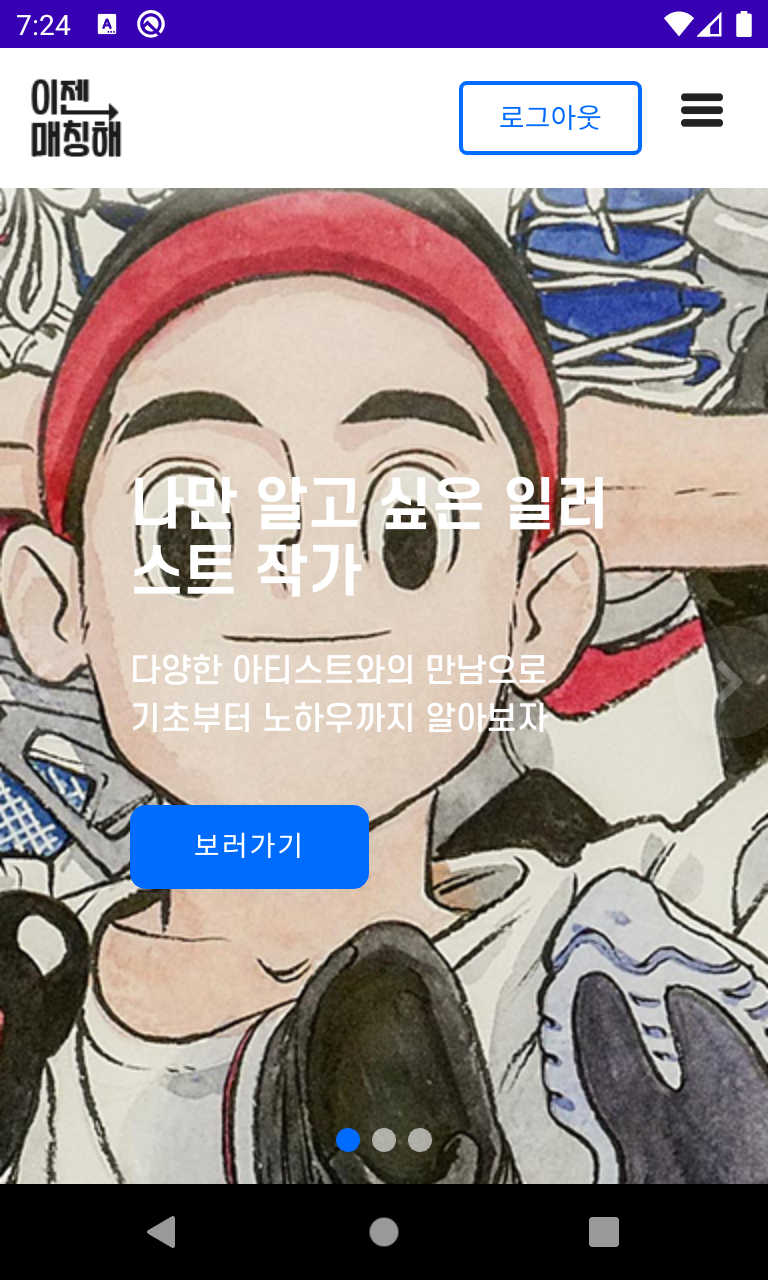 7:24
이젠
매칭해
로그아웃
나만 알고 싶은 일러
스트 작가
다양한 아티스트와의 만남으로
기초부터 노하우까지 알아보자
보러가기